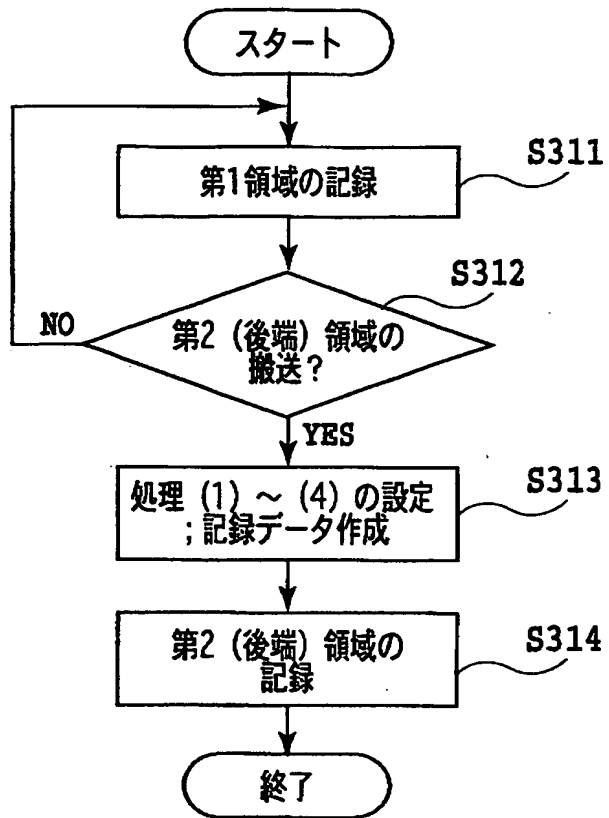 スタート
第1領域の記録
S311
第2（後端）領域の
搬送？
S312
NO
YES
処理（1）～（4）の設定
；記録データ作成
S313
第2（後端）領域の
記録
S314
終了